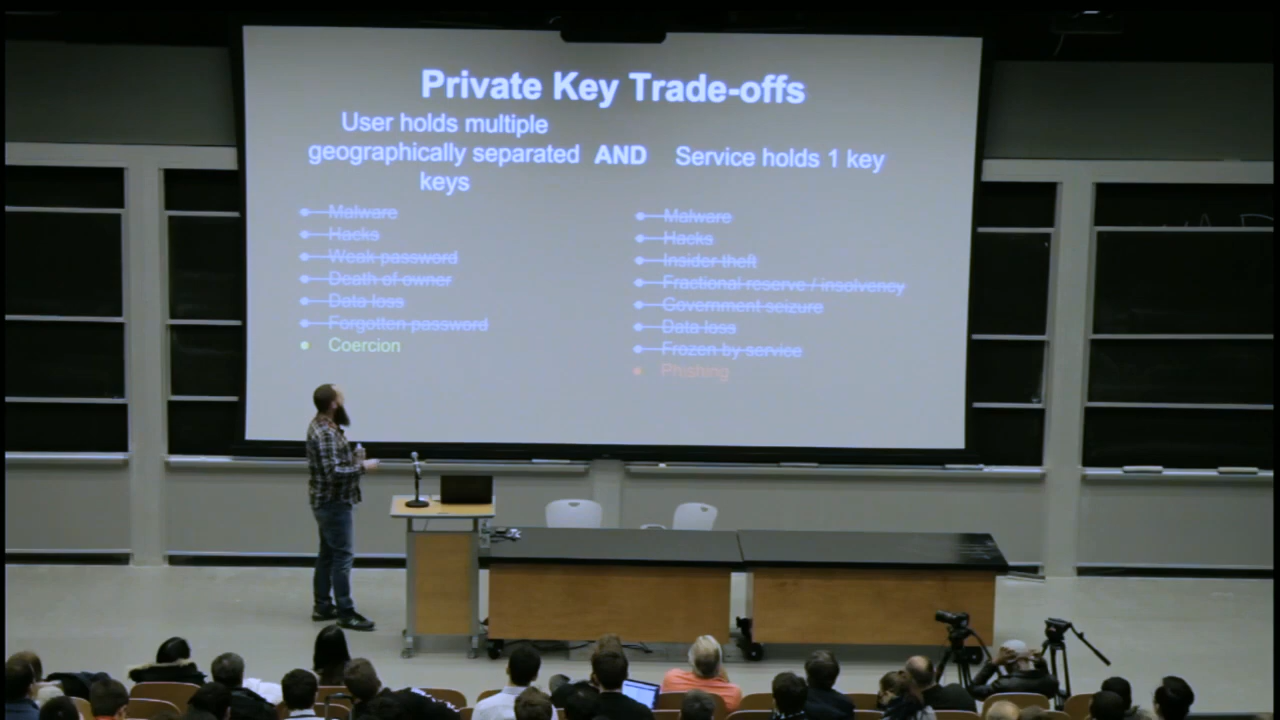 Private Key Trade-offs
User holds multiple
geographically separated
keys
AND
Service holds 1 key
Malware
Hacks
Weak password
Death of owner
Data loss
Forgotten password
Coercion
Malware
Hacks
Insider theft
Fractional reserve / insolvency
Government seizure
Data loss
Frozen by service
Phishing